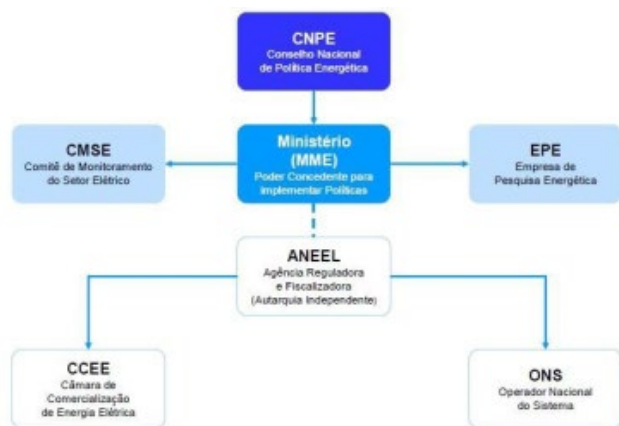 CNPE
Conselho Nacional
de Política Energética
CMSE
Comitê de Monitoramento
do Setor Elétrico
Ministério
(MME)
Poder Concedente para
Implementar Políticas
EPE
Empresa de
Pesquisa Energética
ANEEL
Agência Reguladora
e Fiscalizadora
(Autarquia Independente)
CCEE
Câmara de
Comercialização
de Energia Elétrica
ONS
Operador Nacional
do Sistema